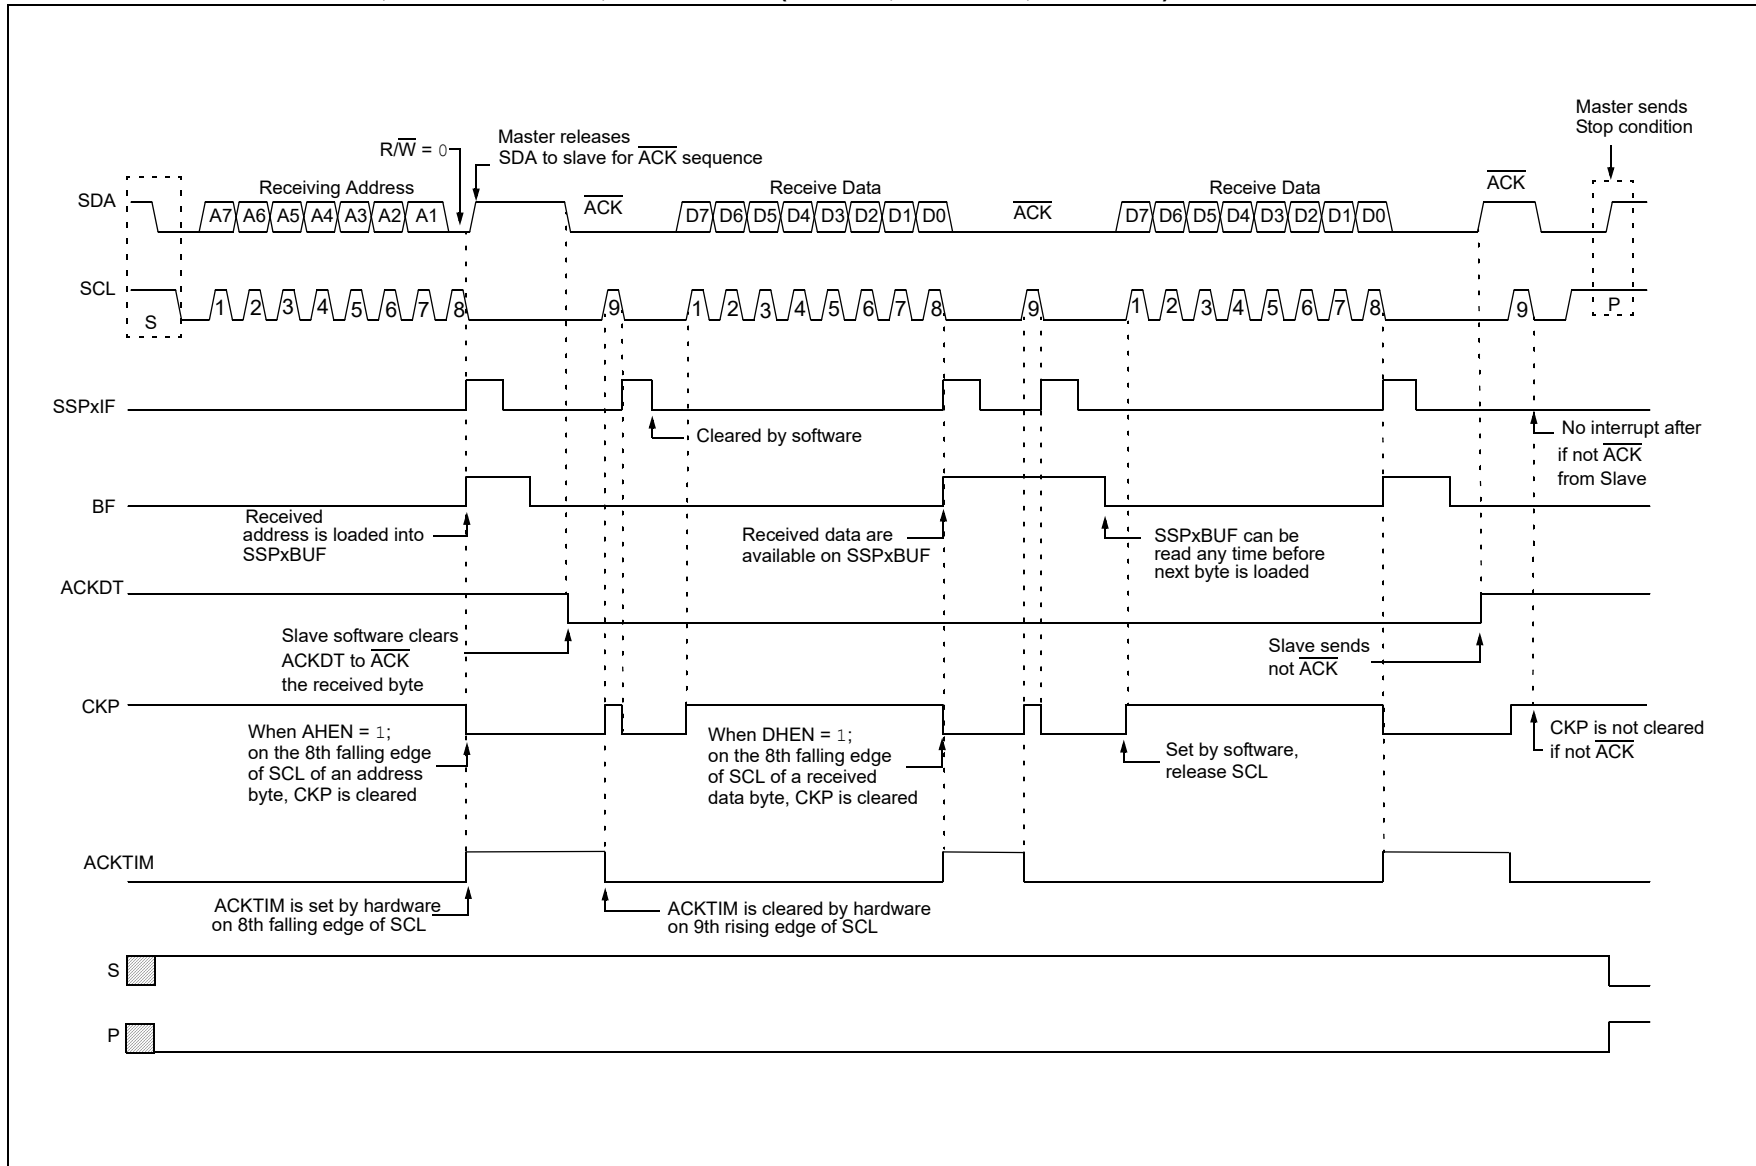 Master sends
Stop condition
Master releases
SDA to slave for ACK sequence
R/W = 0
Receiving Address
ACK
Receive Data
ACK
Receive Data
ACK
SDA
A7 A6 A5 A4 A3 A2 A1
D7 D6 D5 D4 D3 D2 D1 D0
D7 D6 D5 D4 D3 D2 D1 D0
SCL
S
1 2 3 4 5 6 7 8 9
1 2 3 4 5 6 7 8 9
1 2 3 4 5 6 7 8 9
P
SSPxIF
Cleared by software
No interrupt after
if not ACK
from Slave
BF
Received
address is loaded into
SSPxBUF
Received data are
available on SSPxBUF
SSPxBUF can be
read any time before
next byte is loaded
ACKDT
Slave software clears
ACKDT to ACK
the received byte
Slave sends
not ACK
CKP
When AHEN = 1;
on the 8th falling edge
of SCL of an address
byte, CKP is cleared
When DHEN = 1;
on the 8th falling edge
of SCL of a received
data byte, CKP is cleared
Set by software,
release SCL
CKP is not cleared
if not ACK
ACKTIM
ACKTIM is set by hardware
on 8th falling edge of SCL
ACKTIM is cleared by hardware
on 9th rising edge of SCL
S
P